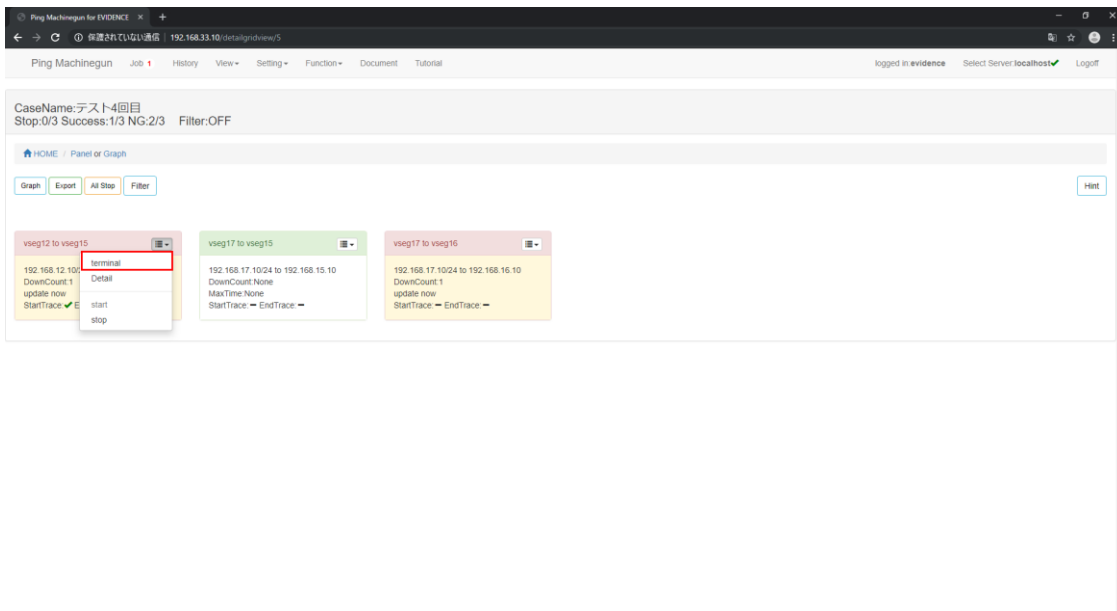 Ping Machinegun for EVIDENCE
保護されていない通信 | 192.168.33.10/detailgridview/5
Ping Machinegun Job 1 History View Setting Function Document Tutorial logged in:evidence Select Server:localhost Logoff
CaseName:テスト4回目
Stop:0/3 Success:1/3 NG:2/3 Filter:OFF
HOME / Panel or Graph
Graph Export All Stop Filter Hint
vseg12 to vseg15
192.168.12.10/2
DownCount:1
update now
StartTrace: E
terminal
Detail
start
stop
vseg17 to vseg15
192.168.17.10/24 to 192.168.15.10
DownCount:None
MaxTime:None
StartTrace: EndTrace:
vseg17 to vseg16
192.168.17.10/24 to 192.168.16.10
DownCount:1
update now
StartTrace: EndTrace: